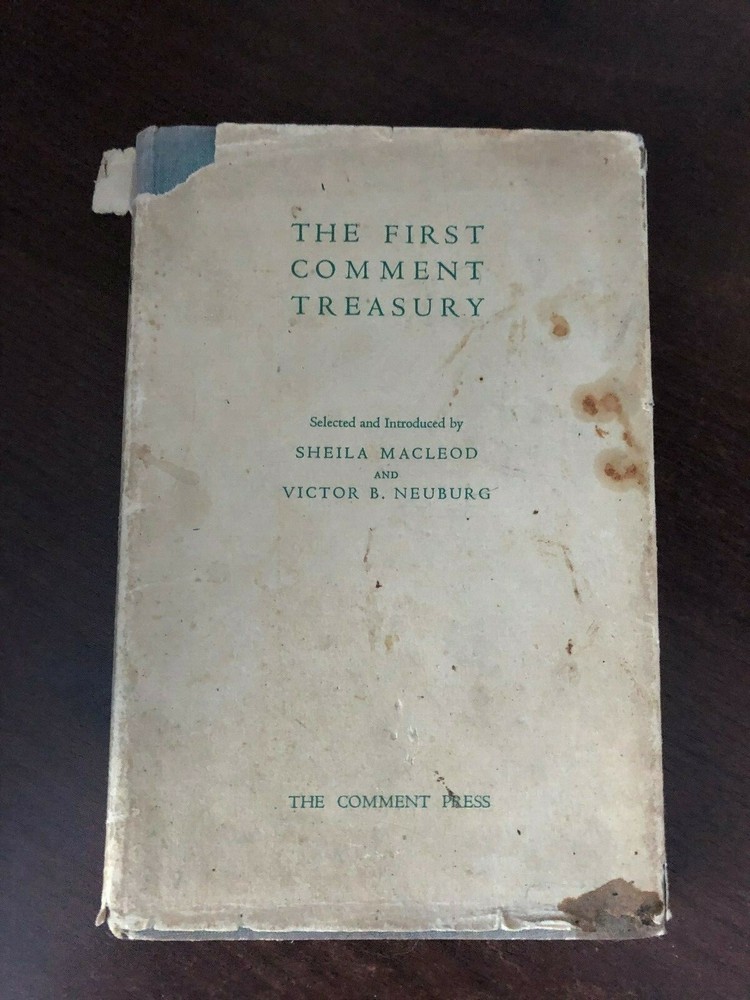 THE FIRST
COMMENT
TREASURY
Selected and Introduced by
SHEILA MACLEOD
AND
VICTOR B. NEUBURG
THE COMMENT PRESS